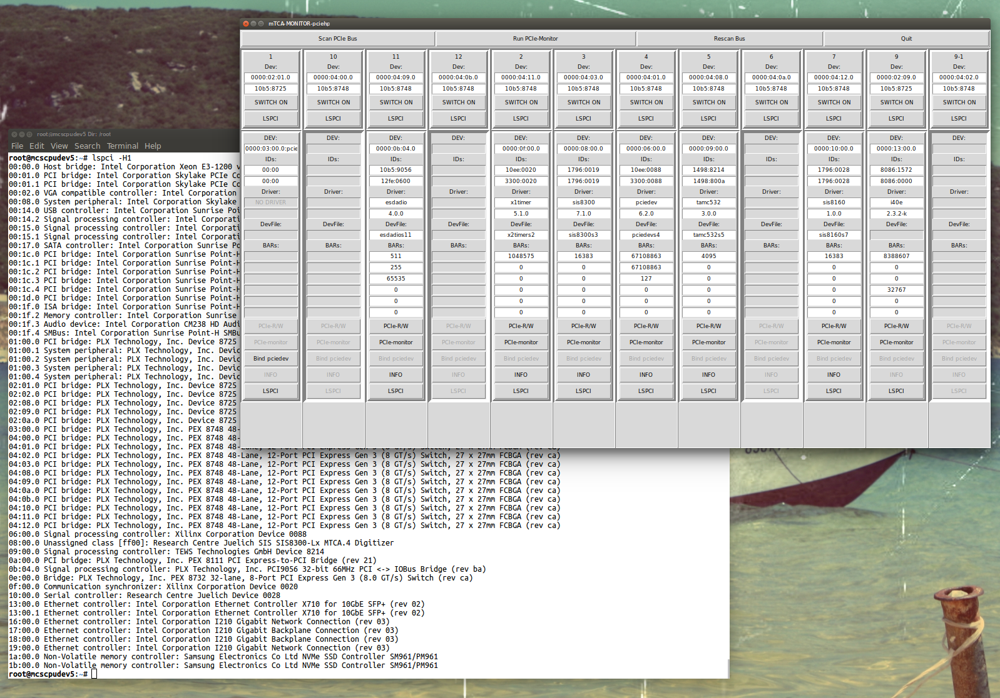 mTCA-MONITOR-pciehp
Scan PCIe Bus Run PCIe-Monitor Rescan Bus Quit
1 10 11 12 2 3 4 5 6 7 9 9-1
Dev: Dev: Dev: Dev: Dev: Dev: Dev: Dev: Dev: Dev: Dev: Dev:
0000:02:01.0 0000:04:00.0 0000:04:09.0 0000:04:0b.0 0000:04:11.0 0000:04:03.0 0000:04:01.0 0000:04:08.0 0000:04:0a.0 0000:04:12.0 0000:02:09.0 0000:04:02.0
10b5:8725 10b5:8748 10b5:8748 10b5:8748 10b5:8748 10b5:8748 10b5:8748 10b5:8748 10b5:8748 10b5:8748 10b5:8725 10b5:8748
SWITCH ON SWITCH ON SWITCH ON SWITCH ON SWITCH ON SWITCH ON SWITCH ON SWITCH ON SWITCH ON SWITCH ON SWITCH ON SWITCH ON
LSPCI LSPCI LSPCI LSPCI LSPCI LSPCI LSPCI LSPCI LSPCI LSPCI LSPCI LSPCI
DEV: DEV: DEV: DEV: DEV: DEV: DEV: DEV: DEV: DEV: DEV: DEV:
0000:03:00.0:pcie 0000:0b:04.0 0000:0f:00.0 0000:08:00.0 0000:06:00.0 0000:09:00.0 0000:10:00.0 0000:13:00.0
IDs: IDs: IDs: IDs: IDs: IDs: IDs: IDs: IDs: IDs: IDs: IDs:
00:00 10b5:9056 10ee:0020 1796:0019 10ee:0088 1498:8214 1796:0028 8086:1572
00:00 12fe:0600 3300:0020 1796:0019 3300:0088 1498:800a 1796:0028 8086:0000
Driver: Driver: Driver: Driver: Driver: Driver: Driver: Driver: Driver: Driver: Driver: Driver:
NO DRIVER esdadio x1timer sis8300 pciedev tamc532 sis8160 i40e
4.0.0 5.1.0 7.1.0 6.2.0 3.0.0 1.0.0 2.3.2-k
DevFile: DevFile: DevFile: DevFile: DevFile: DevFile: DevFile: DevFile: DevFile: DevFile: DevFile: DevFile:
esdadios11 x2timers2 sis8300s3 pciedevs4 tamc532s5 sis8160s7
BARs: BARs: BARs: BARs: BARs: BARs: BARs: BARs: BARs: BARs: BARs: BARs:
511 1048575 16383 67108863 4095 16383 8388607
255 0 0 67108863 0 0 0
65535 0 0 127 0 0 0
0 0 0 0 0 0 32767
0 0 0 0 0 0 0
0 0 0 0 0 0 0
PCIe-R/W PCIe-R/W PCIe-R/W PCIe-R/W PCIe-R/W PCIe-R/W PCIe-R/W PCIe-R/W PCIe-R/W PCIe-R/W PCIe-R/W PCIe-R/W
PCIe-monitor PCIe-monitor PCIe-monitor PCIe-monitor PCIe-monitor PCIe-monitor PCIe-monitor PCIe-monitor PCIe-monitor PCIe-monitor PCIe-monitor PCIe-monitor
Bind pciedev Bind pciedev Bind pciedev Bind pciedev Bind pciedev Bind pciedev Bind pciedev Bind pciedev Bind pciedev Bind pciedev Bind pciedev Bind pciedev
INFO INFO INFO INFO INFO INFO INFO INFO INFO INFO INFO INFO
LSPCI LSPCI LSPCI LSPCI LSPCI LSPCI LSPCI LSPCI LSPCI LSPCI LSPCI LSPCI
root@mcscpudev5 Dir: /root
File Edit View Search Terminal Help
root@mcscpudev5:~# lspci -H1
00:00.0 Host bridge: Intel Corporation Xeon E3-1200 v
00:01.0 PCI bridge: Intel Corporation Skylake PCIe Co
00:01.1 PCI bridge: Intel Corporation Skylake PCIe Co
00:02.0 VGA compatible controller: Intel Corporation
00:08.0 System peripheral: Intel Corporation Skylake
00:14.0 USB controller: Intel Corporation Sunrise Poi
00:14.2 Signal processing controller: Intel Corporati
00:15.0 Signal processing controller: Intel Corporati
00:15.1 Signal processing controller: Intel Corporati
00:17.0 SATA controller: Intel Corporation Sunrise Po
00:1c.0 PCI bridge: Intel Corporation Sunrise Point-H
00:1c.1 PCI bridge: Intel Corporation Sunrise Point-H
00:1c.2 PCI bridge: Intel Corporation Sunrise Point-H
00:1c.3 PCI bridge: Intel Corporation Sunrise Point-H
00:1c.4 PCI bridge: Intel Corporation Sunrise Point-H
00:1d.0 PCI bridge: Intel Corporation Sunrise Point-H
00:1f.0 ISA bridge: Intel Corporation Sunrise Point-H
00:1f.2 Memory controller: Intel Corporation Sunrise
00:1f.3 Audio device: Intel Corporation CM238 HD Audi
00:1f.4 SMBus: Intel Corporation Sunrise Point-H SMBu
01:00.0 PCI bridge: PLX Technology, Inc. Device 8725
01:00.1 System peripheral: PLX Technology, Inc. Devic
01:00.2 System peripheral: PLX Technology, Inc. Devic
01:00.3 System peripheral: PLX Technology, Inc. Devic
01:00.4 System peripheral: PLX Technology, Inc. Devic
02:01.0 PCI bridge: PLX Technology, Inc. Device 8725
02:02.0 PCI bridge: PLX Technology, Inc. Device 8725
02:08.0 PCI bridge: PLX Technology, Inc. Device 8725
02:09.0 PCI bridge: PLX Technology, Inc. Device 8725
02:0a.0 PCI bridge: PLX Technology, Inc. Device 8725
03:00.0 PCI bridge: PLX Technology, Inc. PEX 8748 48-
04:00.0 PCI bridge: PLX Technology, Inc. PEX 8748 48-
04:01.0 PCI bridge: PLX Technology, Inc. PEX 8748 48-Lane, 12-Port PCI Express Gen 3 (8 GT/s) Switch, 27 x 27mm FCBGA (rev ca)
04:02.0 PCI bridge: PLX Technology, Inc. PEX 8748 48-Lane, 12-Port PCI Express Gen 3 (8 GT/s) Switch, 27 x 27mm FCBGA (rev ca)
04:03.0 PCI bridge: PLX Technology, Inc. PEX 8748 48-Lane, 12-Port PCI Express Gen 3 (8 GT/s) Switch, 27 x 27mm FCBGA (rev ca)
04:08.0 PCI bridge: PLX Technology, Inc. PEX 8748 48-Lane, 12-Port PCI Express Gen 3 (8 GT/s) Switch, 27 x 27mm FCBGA (rev ca)
04:09.0 PCI bridge: PLX Technology, Inc. PEX 8748 48-Lane, 12-Port PCI Express Gen 3 (8 GT/s) Switch, 27 x 27mm FCBGA (rev ca)
04:0a.0 PCI bridge: PLX Technology, Inc. PEX 8748 48-Lane, 12-Port PCI Express Gen 3 (8 GT/s) Switch, 27 x 27mm FCBGA (rev ca)
04:0b.0 PCI bridge: PLX Technology, Inc. PEX 8748 48-Lane, 12-Port PCI Express Gen 3 (8 GT/s) Switch, 27 x 27mm FCBGA (rev ca)
04:10.0 PCI bridge: PLX Technology, Inc. PEX 8748 48-Lane, 12-Port PCI Express Gen 3 (8 GT/s) Switch, 27 x 27mm FCBGA (rev ca)
04:11.0 PCI bridge: PLX Technology, Inc. PEX 8748 48-Lane, 12-Port PCI Express Gen 3 (8 GT/s) Switch, 27 x 27mm FCBGA (rev ca)
04:12.0 PCI bridge: PLX Technology, Inc. PEX 8748 48-Lane, 12-Port PCI Express Gen 3 (8 GT/s) Switch, 27 x 27mm FCBGA (rev ca)
06:00.0 Signal processing controller: Xilinx Corporation Device 0088
08:00.0 Unassigned class [ff00]: Research Centre Juelich SIS SIS8300-Lx MTCA.4 Digitizer
09:00.0 Signal processing controller: TEWS Technologies GmbH Device 8214
0a:00.0 PCI bridge: PLX Technology, Inc. PEX 8111 PCI Express-to-PCI Bridge (rev 21)
0b:04.0 Signal processing controller: PLX Technology, Inc. PCI9056 32-bit 66MHz PCI <-> IOBus Bridge (rev ba)
0e:00.0 Bridge: PLX Technology, Inc. PEX 8732 32-lane, 8-Port PCI Express Gen 3 (8.0 GT/s) Switch (rev ca)
0f:00.0 Communication synchronizer: Xilinx Corporation Device 0020
10:00.0 Serial controller: Research Centre Juelich Device 0028
13:00.0 Ethernet controller: Intel Corporation Ethernet Controller X710 for 10GbE SFP+ (rev 02)
13:00.1 Ethernet controller: Intel Corporation Ethernet Controller X710 for 10GbE SFP+ (rev 02)
16:00.0 Ethernet controller: Intel Corporation I210 Gigabit Network Connection (rev 03)
17:00.0 Ethernet controller: Intel Corporation I210 Gigabit Backplane Connection (rev 03)
18:00.0 Ethernet controller: Intel Corporation I210 Gigabit Backplane Connection (rev 03)
19:00.0 Ethernet controller: Intel Corporation I210 Gigabit Network Connection (rev 03)
1a:00.0 Non-Volatile memory controller: Samsung Electronics Co Ltd NVMe SSD Controller SM961/PM961
1b:00.0 Non-Volatile memory controller: Samsung Electronics Co Ltd NVMe SSD Controller SM961/PM961
root@mcscpudev5:~#